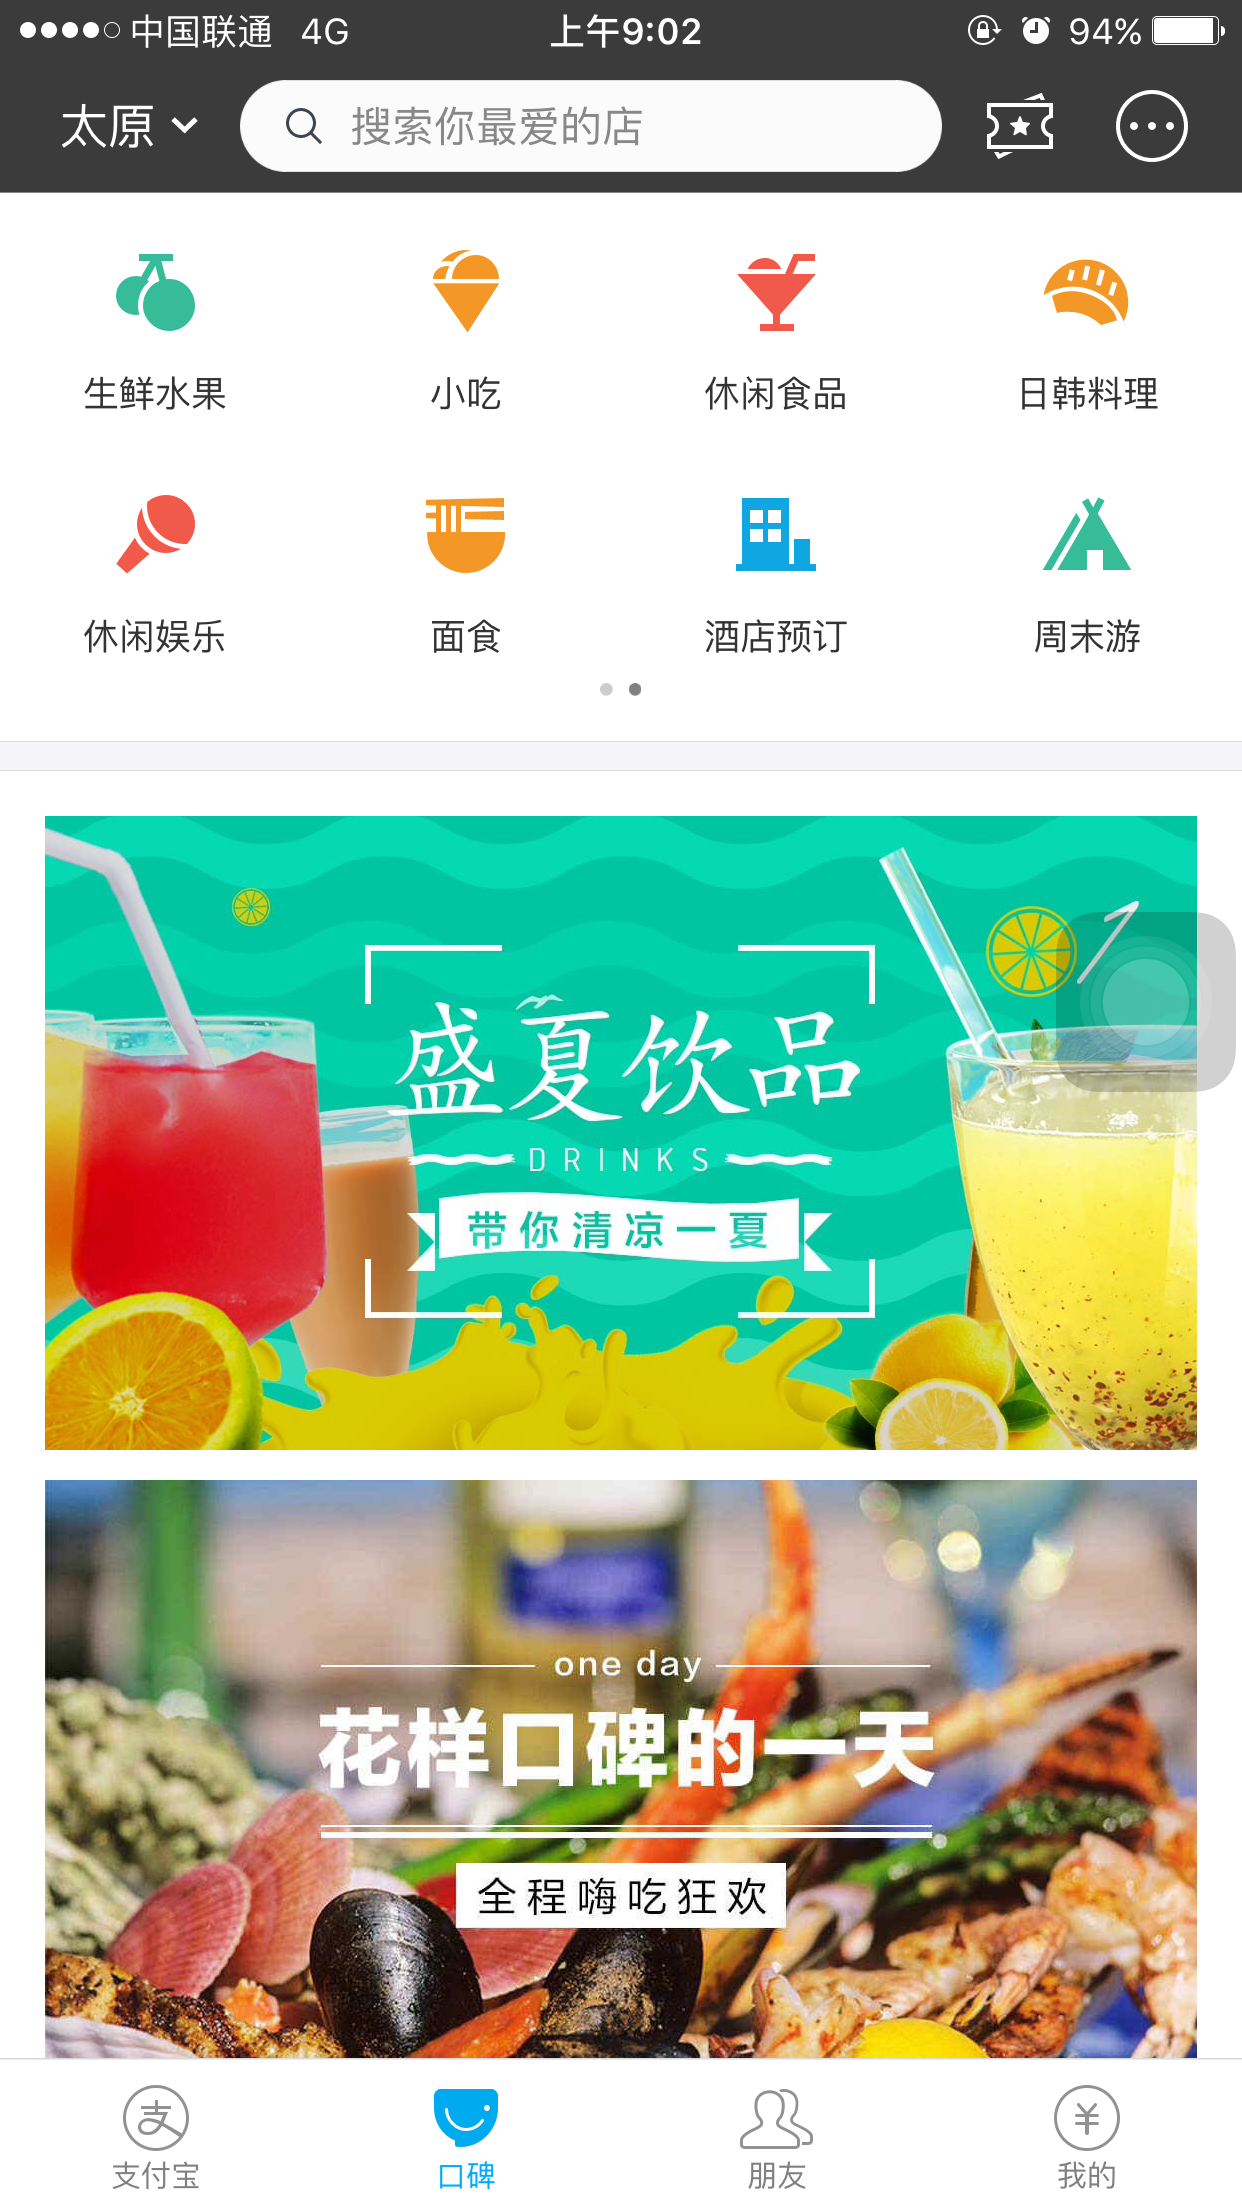 中国联通 4G 上午9:02 94%
太原 搜索你最爱的店
生鲜水果 小吃 休闲食品 日韩料理
休闲娱乐 面食 酒店预订 周末游
盛夏饮品
DRINKS
带你清凉一夏
one day
花样口碑的一天
全程嗨吃狂欢
支付宝 口碑 朋友 我的